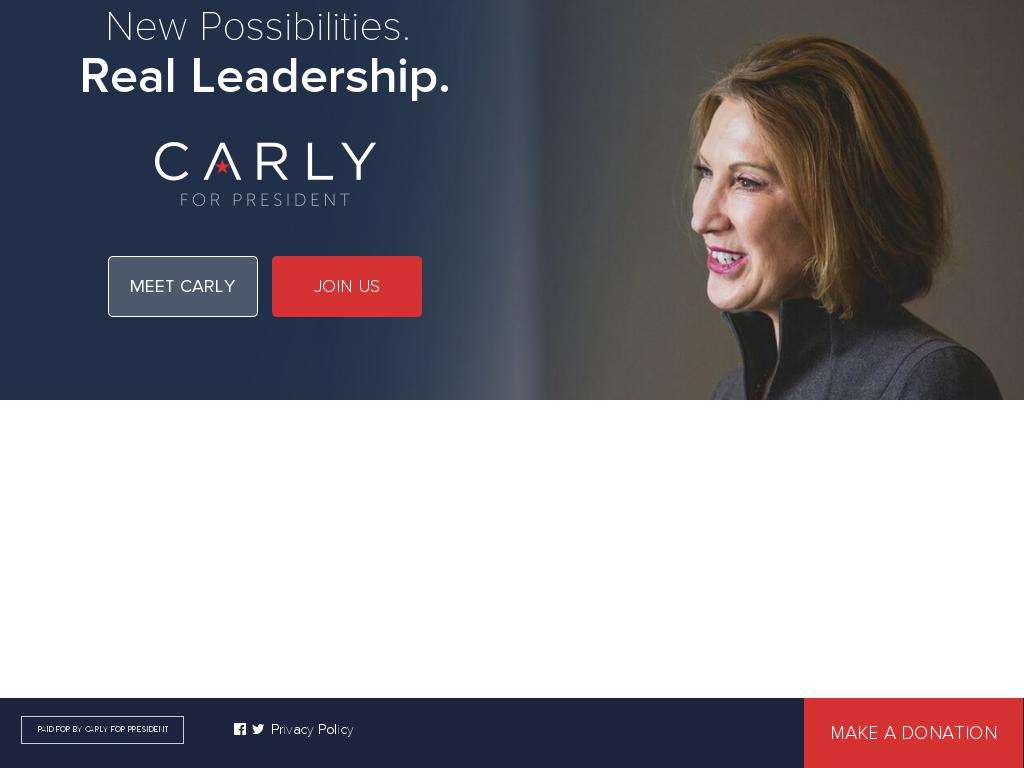 New Possibilities.
Real Leadership.
CARLY
FOR PRESIDENT
MEET CARLY
JOIN US
PAID FOR BY CARLY FOR PRESIDENT
Privacy Policy
MAKE A DONATION